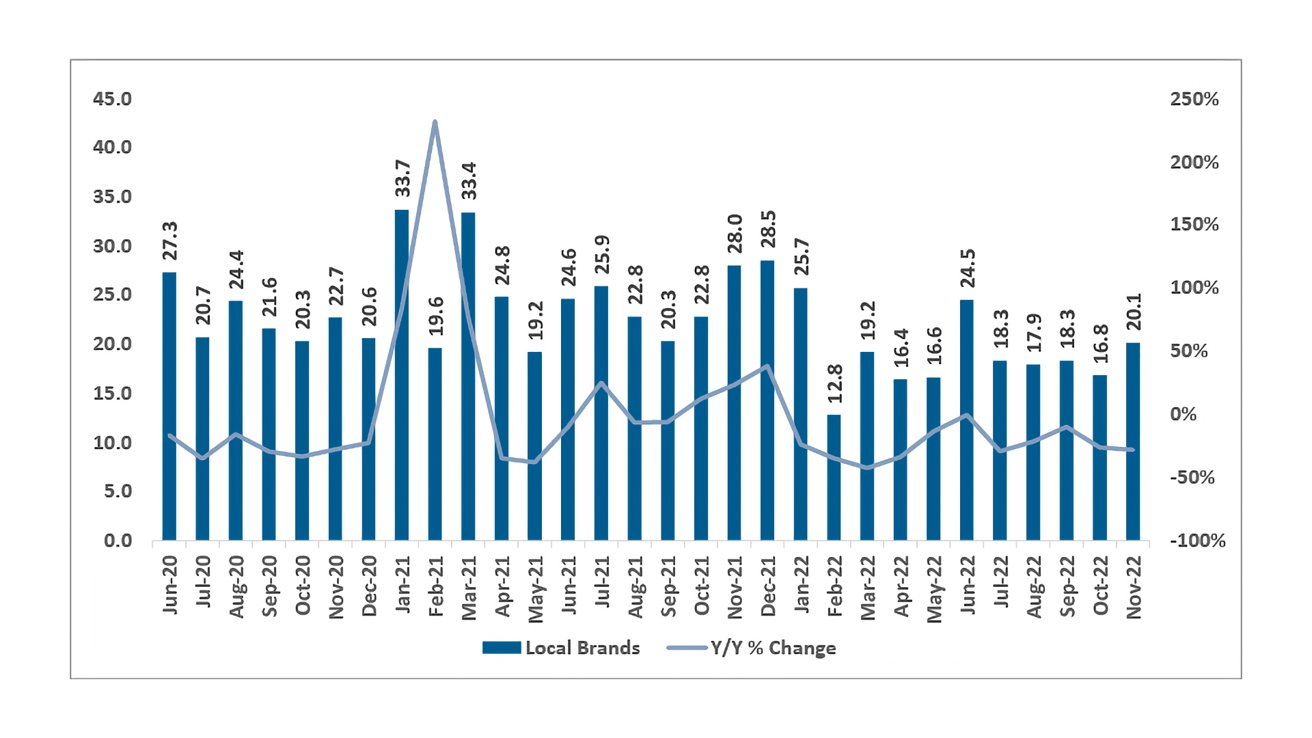 45.0
40.0
35.0
30.0
25.0
20.0
15.0
10.0
5.0
0.0
250%
200%
150%
100%
50%
0%
-50%
-100%
27.3
20.7
24.4
21.6
20.3
22.7
20.6
33.7
19.6
33.4
24.8
19.2
24.6
25.9
22.8
20.3
22.8
28.0
28.5
25.7
12.8
19.2
16.4
16.6
24.5
18.3
17.9
18.3
16.8
20.1
Jun-20
Jul-20
Aug-20
Sep-20
Oct-20
Nov-20
Dec-20
Jan-21
Feb-21
Mar-21
Apr-21
May-21
Jun-21
Jul-21
Aug-21
Sep-21
Oct-21
Nov-21
Dec-21
Jan-22
Feb-22
Mar-22
Apr-22
May-22
Jun-22
Jul-22
Aug-22
Sep-22
Oct-22
Nov-22
Local Brands
Y/Y % Change